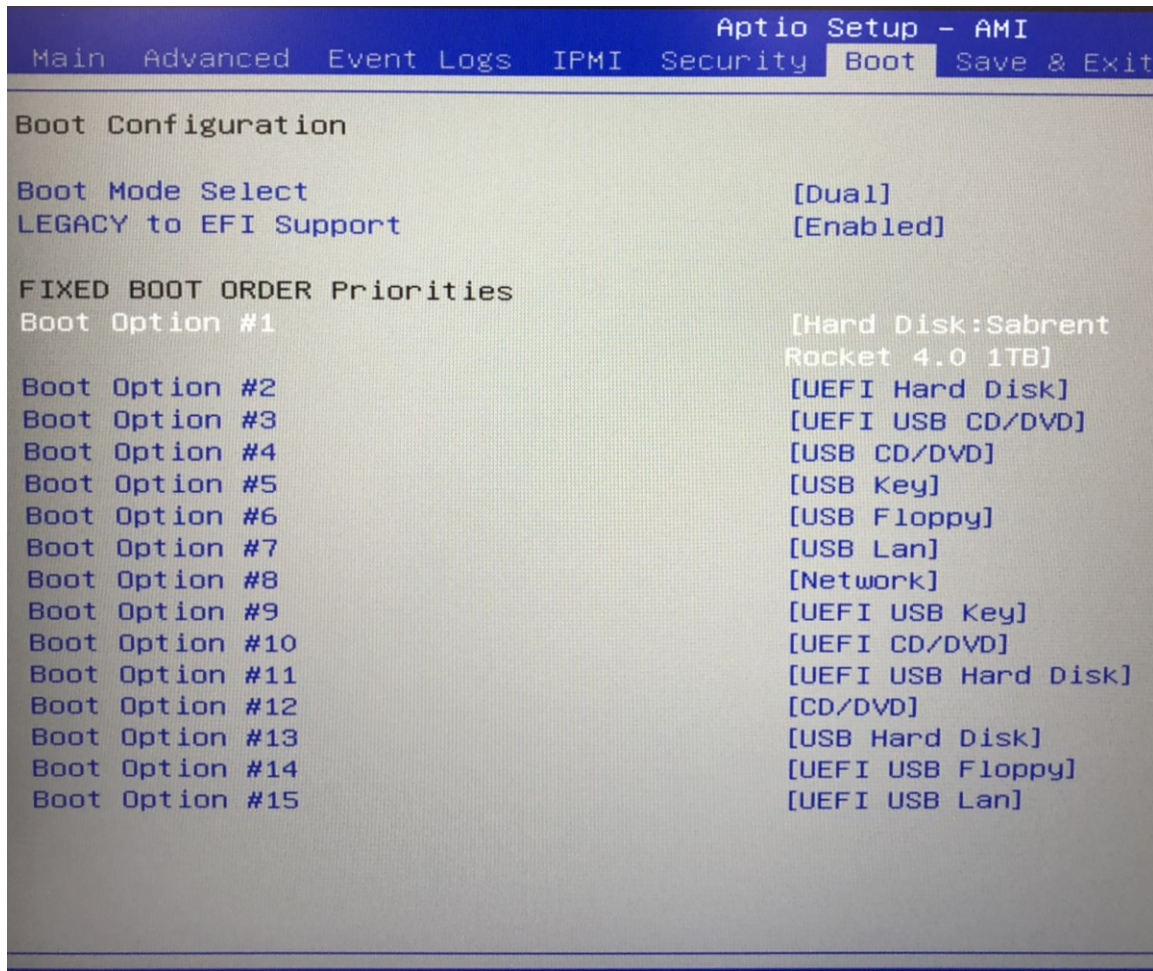 Aptio Setup – AMI
Main Advanced Event Logs IPMI Security Boot Save & Exit
Boot Configuration
Boot Mode Select [Dual]
LEGACY to EFI Support [Enabled]
FIXED BOOT ORDER Priorities
Boot Option #1 [Hard Disk:Sabrent
Rocket 4.0 1TB]
Boot Option #2 [UEFI Hard Disk]
Boot Option #3 [UEFI USB CD/DVD]
Boot Option #4 [USB CD/DVD]
Boot Option #5 [USB Key]
Boot Option #6 [USB Floppy]
Boot Option #7 [USB Lan]
Boot Option #8 [Network]
Boot Option #9 [UEFI USB Key]
Boot Option #10 [UEFI CD/DVD]
Boot Option #11 [UEFI USB Hard Disk]
Boot Option #12 [CD/DVD]
Boot Option #13 [USB Hard Disk]
Boot Option #14 [UEFI USB Floppy]
Boot Option #15 [UEFI USB Lan]